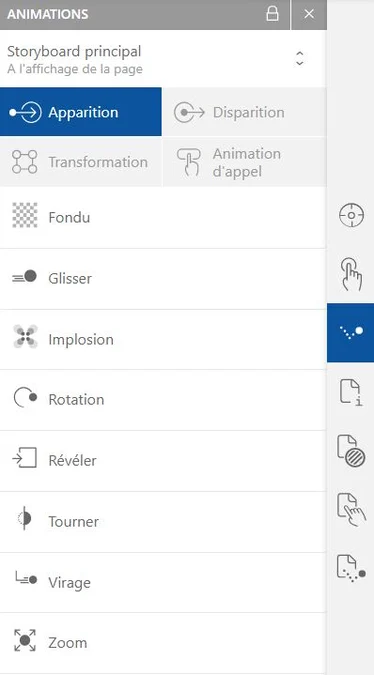 ANIMATIONS
Storyboard principal
A l'affichage de la page
Apparition
Disparition
Transformation
Animation
d'appel
Fondu
Glisser
Implosion
Rotation
Révéler
Tourner
Virage
Zoom